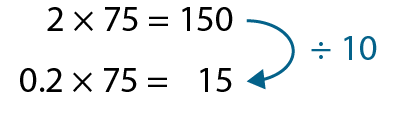 2 × 75 = 150
÷ 10
0.2 × 75 = 15